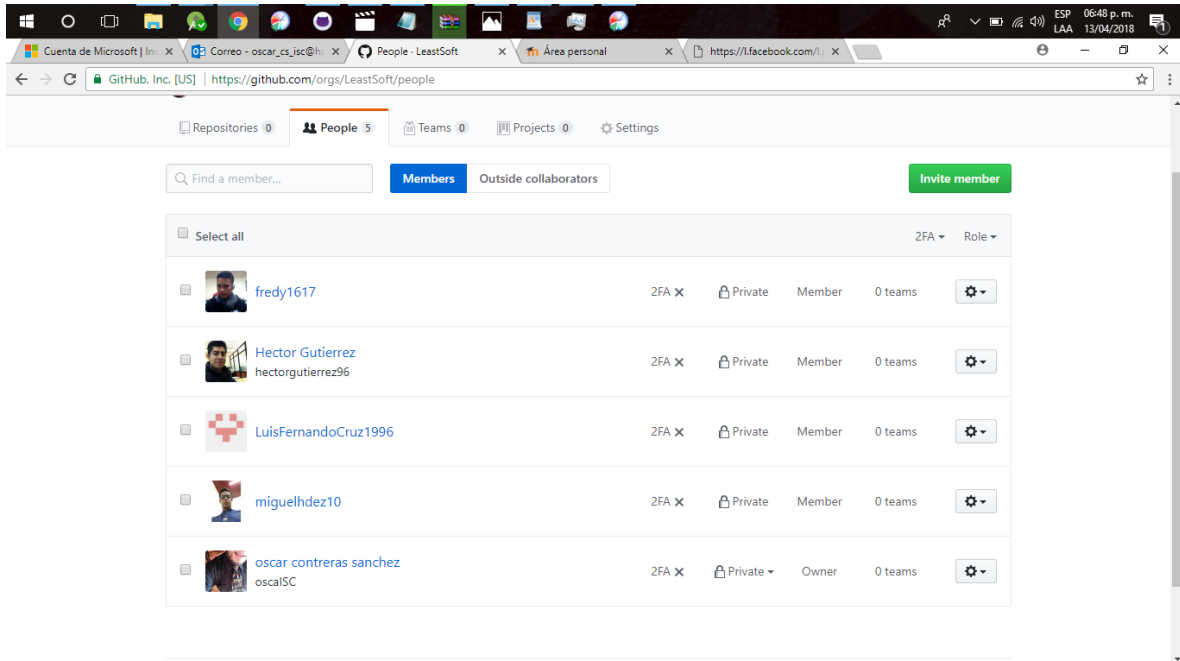 ESP 06:48 p. m.
LAA 13/04/2018
1
Cuenta de Microsoft | Ini
Correo - oscar_cs_isc@ho
People · LeastSoft
Área personal
https://l.facebook.com/l.
GitHub, Inc. [US] | https://github.com/orgs/LeastSoft/people
Repositories 0 People 5 Teams 0 Projects 0 Settings
Find a member... Members Outside collaborators Invite member
Select all 2FA Role
fredy1617 2FA Private Member 0 teams
Hector Gutierrez
hectorgutierrez96 2FA Private Member 0 teams
LuisFernandoCruz1996 2FA Private Member 0 teams
miguelhdez10 2FA Private Member 0 teams
oscar contreras sanchez
oscaISC 2FA Private Owner 0 teams